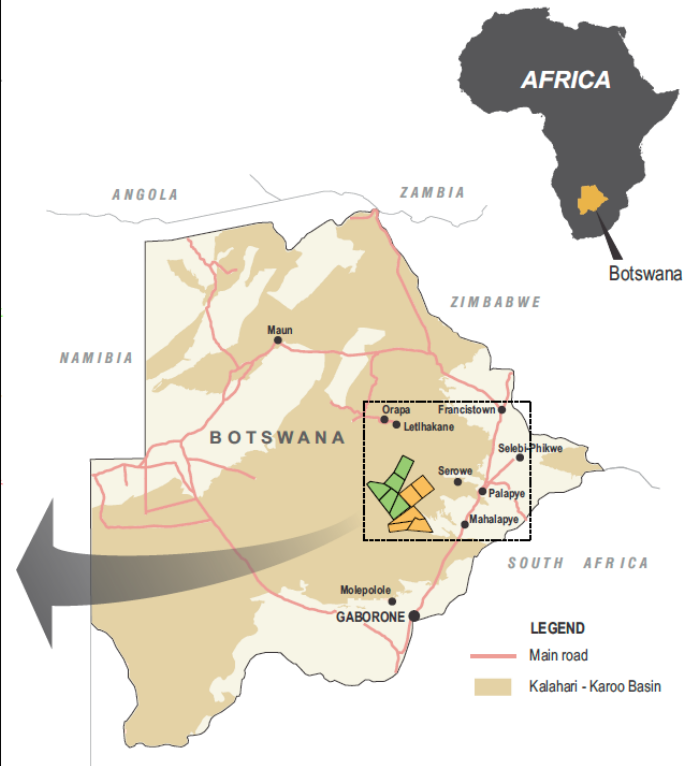 AFRICA
Botswana
ANGOLA
ZAMBIA
ZIMBABWE
NAMIBIA
Maun
BOTSWANA
Orapa
Francistown
Letlhakane
Selebi-Phikwe
Serowe
Palapye
Mahalapye
SOUTH AFRICA
Molepolole
GABORONE
LEGEND
Main road
Kalahari - Karoo Basin